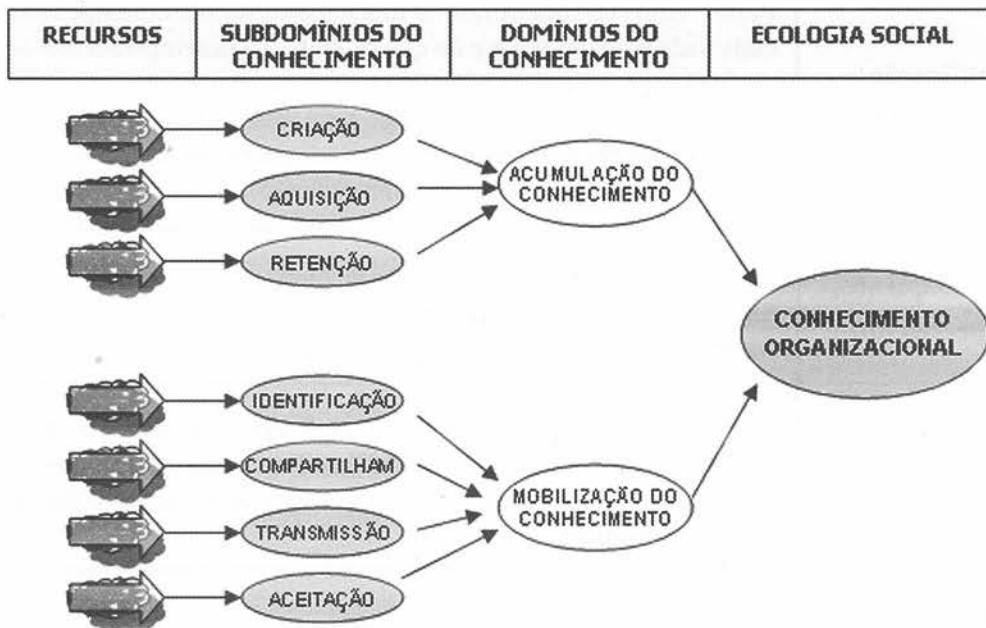 RECURSOS
SUBDOMÍNIOS DO
CONHECIMENTO
DOMÍNIOS DO
CONHECIMENTO
ECOLOGIA SOCIAL
CRIAÇÃO
AQUISIÇÃO
RETENÇÃO
ACUMULAÇÃO DO
CONHECIMENTO
CONHECIMENTO
ORGANIZACIONAL
IDENTIFICAÇÃO
COMPARTILHAM
TRANSMISSÃO
ACEITAÇÃO
MOBILIZAÇÃO DO
CONHECIMENTO